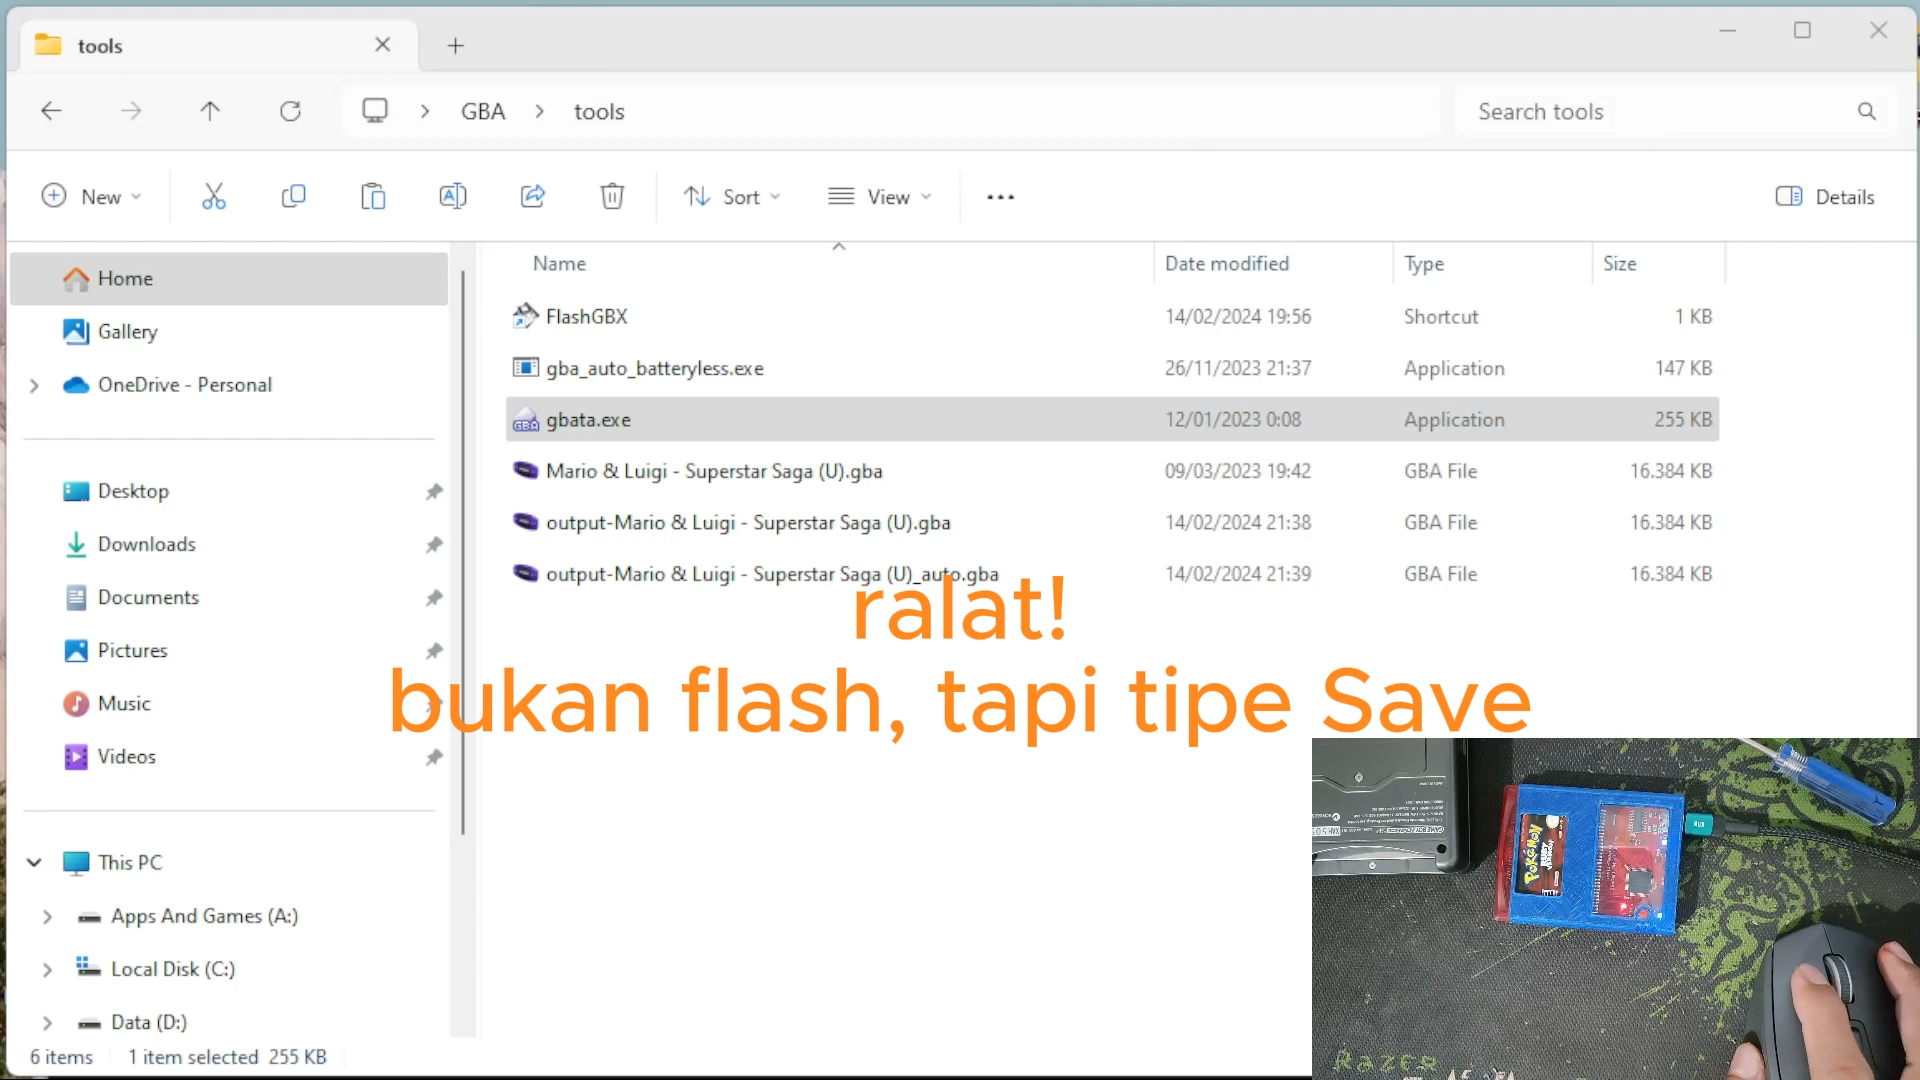 tools
GBA
tools
Search tools
New
Sort
View
Details
Home
Gallery
OneDrive - Personal
Desktop
Downloads
Documents
Pictures
Music
Videos
This PC
Apps And Games (A:)
Local Disk (C:)
Data (D:)
Name
Date modified
Type
Size
FlashGBX 14/02/2024 19:56 Shortcut 1 KB
gba_auto_batteryless.exe 26/11/2023 21:37 Application 147 KB
gbata.exe 12/01/2023 0:08 Application 255 KB
Mario & Luigi - Superstar Saga (U).gba 09/03/2023 19:42 GBA File 16.384 KB
output-Mario & Luigi - Superstar Saga (U).gba 14/02/2024 21:38 GBA File 16.384 KB
output-Mario & Luigi - Superstar Saga (U)_auto.gba 14/02/2024 21:39 GBA File 16.384 KB
ralat!
bukan flash, tapi tipe Save
POKéMON
RUBY
RAZER
6 items 1 item selected 255 KB